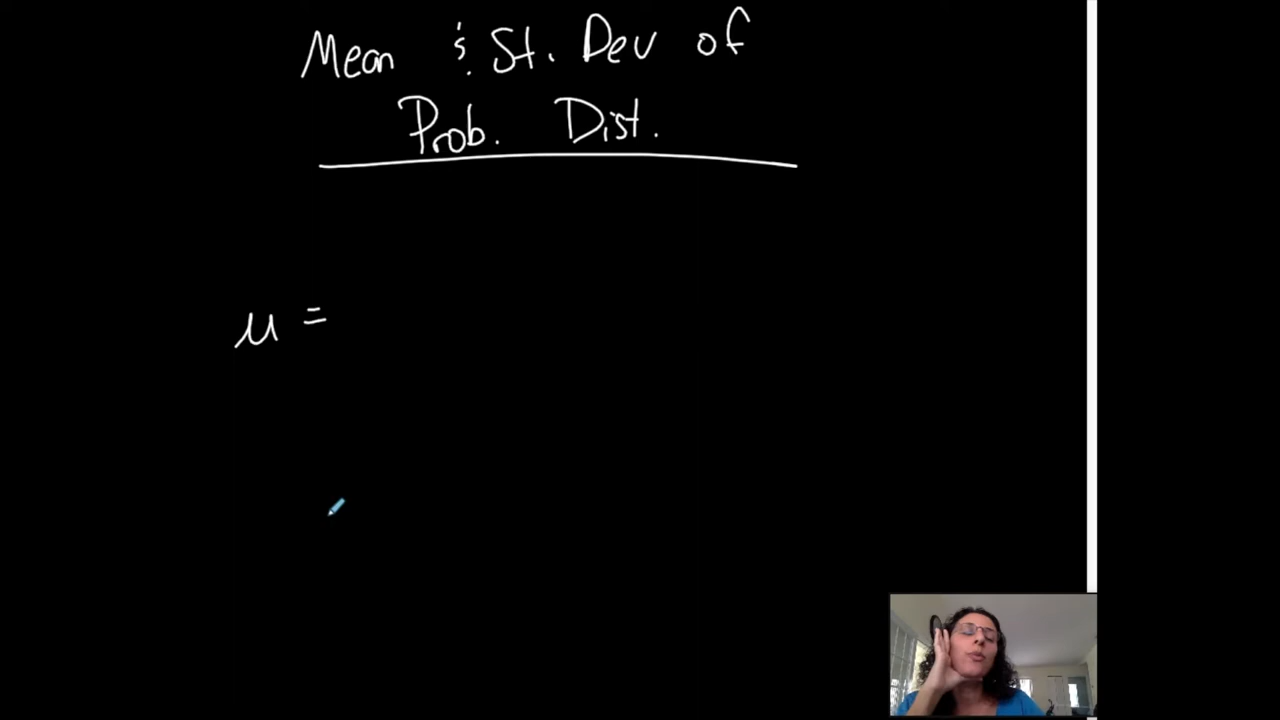 Mean & St. Dev of
Prob. Dist.
μ =